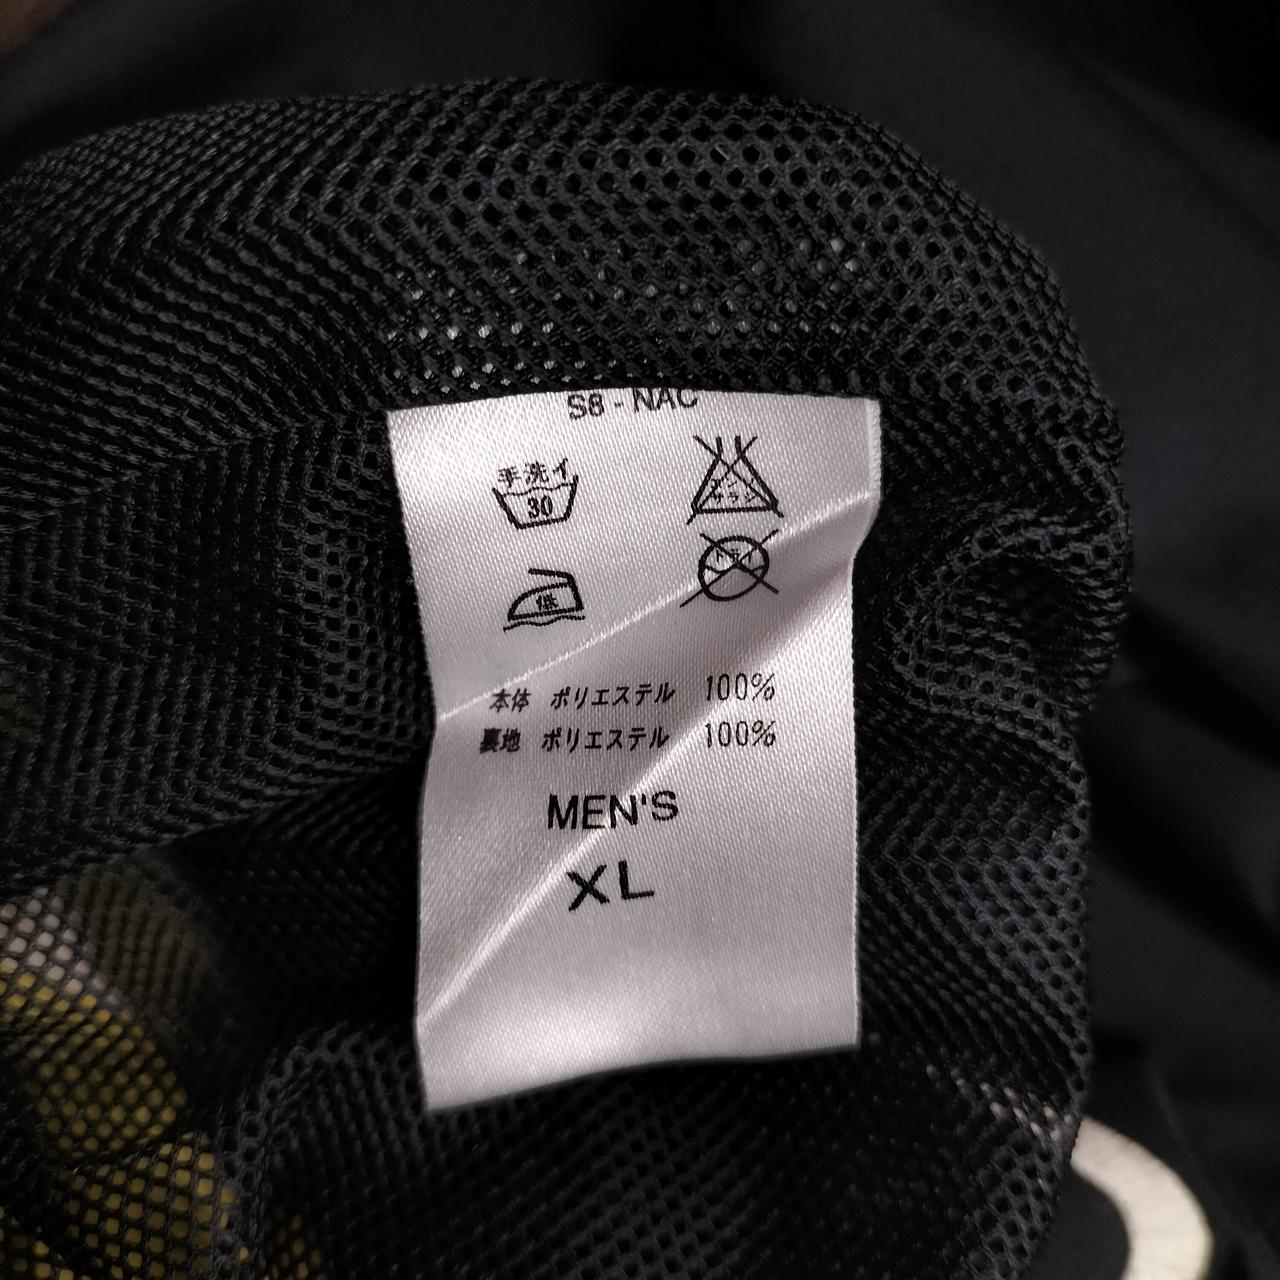 S8 - NAC
手洗イ
30
低
本体 ポリエステル 100%
裏地 ポリエステル 100%
MEN'S
XL